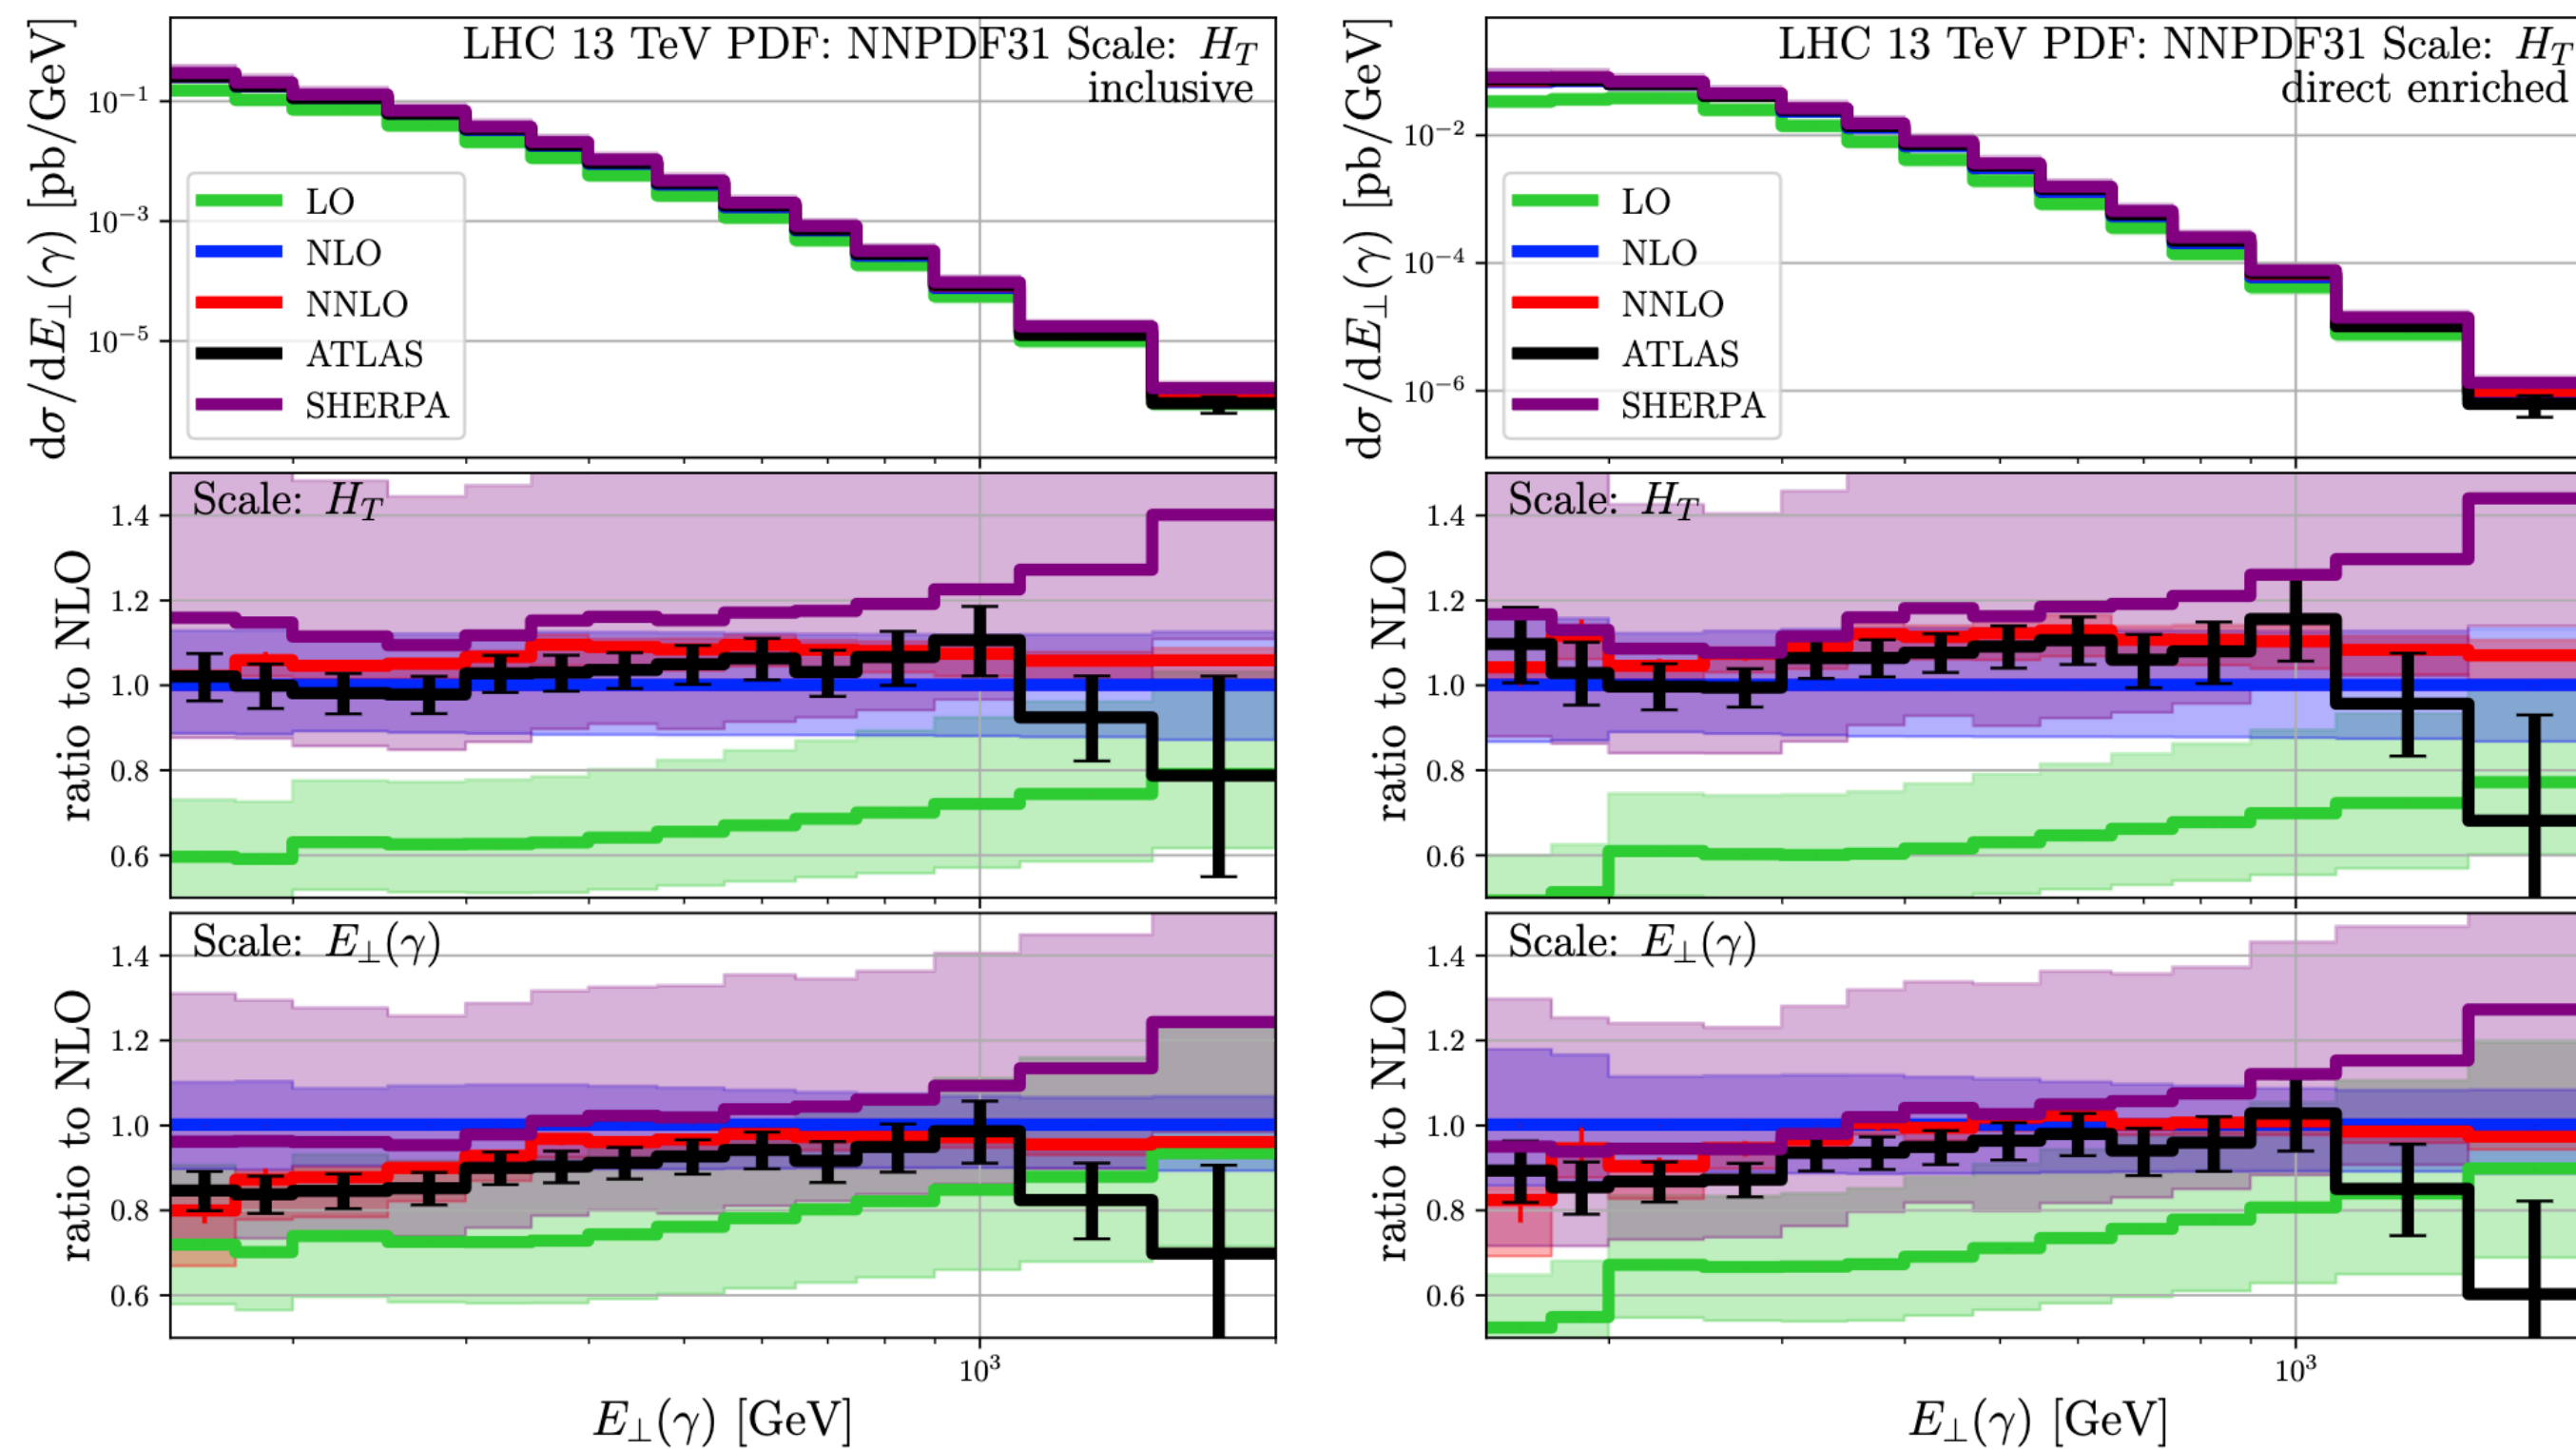 LHC 13 TeV PDF: NNPDF31 Scale: $H_T$
inclusive
dσ/dE⊥(γ) [pb/GeV]
10⁻¹
10⁻³
10⁻⁵
LO
NLO
NNLO
ATLAS
SHERPA
Scale: $H_T$
ratio to NLO
1.4
1.2
1.0
0.8
0.6
Scale: E⊥(γ)
ratio to NLO
1.4
1.2
1.0
0.8
0.6
10³
E⊥(γ) [GeV]
LHC 13 TeV PDF: NNPDF31 Scale: $H_T$
direct enriched
dσ/dE⊥(γ) [pb/GeV]
10⁻²
10⁻⁴
10⁻⁶
LO
NLO
NNLO
ATLAS
SHERPA
Scale: $H_T$
ratio to NLO
1.4
1.2
1.0
0.8
0.6
Scale: E⊥(γ)
ratio to NLO
1.4
1.2
1.0
0.8
0.6
10³
E⊥(γ) [GeV]